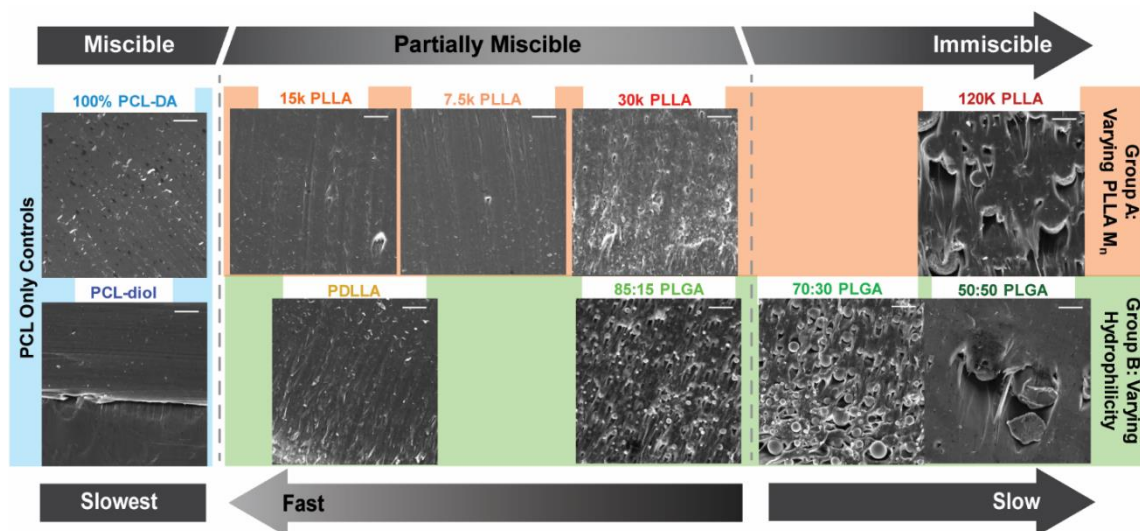 Miscible
Partially Miscible
Immiscible
PCL Only Controls
100% PCL-DA
15k PLLA
7.5k PLLA
30k PLLA
120K PLLA
Group A:
Varying PLLA Mn
PCL-diol
PDLLA
85:15 PLGA
70:30 PLGA
50:50 PLGA
Group B: Varying
Hydrophilicity
Slowest
Fast
Slow